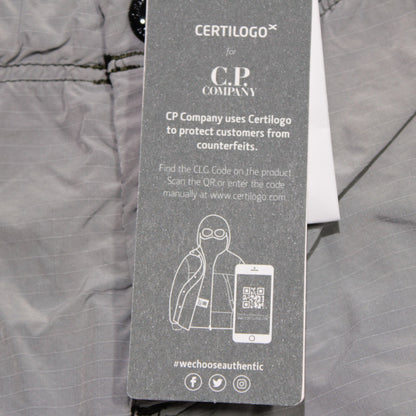 CERTILOGO
for
C.P.
COMPANY
CP Company uses Certilogo
to protect customers from
counterfeits.
Find the CLG Code on the product
Scan the QR or enter the code
manually at www.certilogo.com
#wechooseauthentic